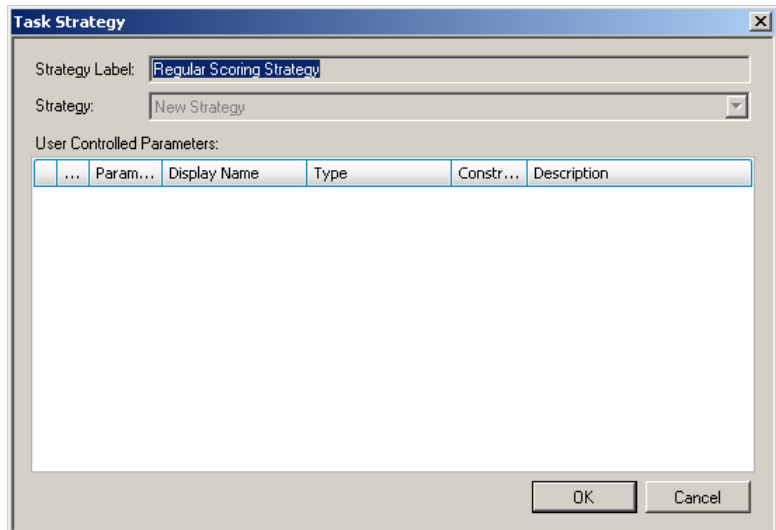 Task Strategy
Strategy Label: Regular Scoring Strategy
Strategy: New Strategy
User Controlled Parameters:
... Param... Display Name Type Constr... Description
OK Cancel